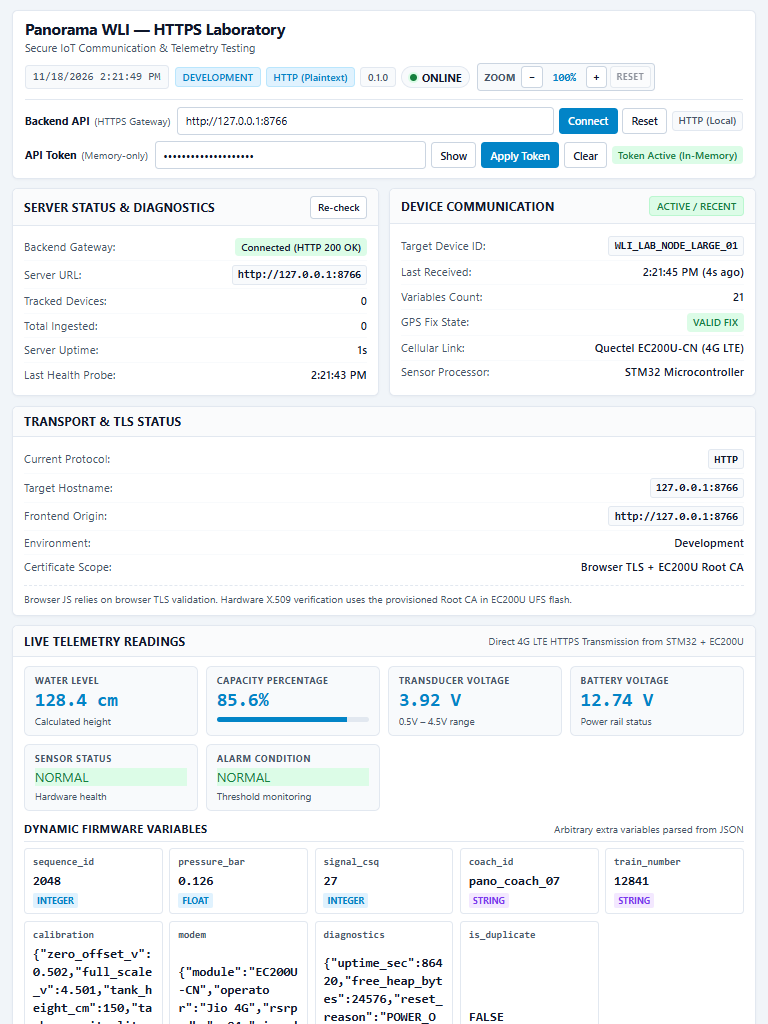 Panorama WLI — HTTPS Laboratory
Secure IoT Communication & Telemetry Testing
11/18/2026 2:21:49 PM DEVELOPMENT HTTP (Plaintext) 0.1.0 ONLINE ZOOM − 100% + RESET
Backend API (HTTPS Gateway) http://127.0.0.1:8766 Connect Reset HTTP (Local)
API Token (Memory-only) •••••••••••••••••••• Show Apply Token Clear Token Active (In-Memory)
SERVER STATUS & DIAGNOSTICS Re-check
Backend Gateway: Connected (HTTP 200 OK)
Server URL: http://127.0.0.1:8766
Tracked Devices: 0
Total Ingested: 0
Server Uptime: 1s
Last Health Probe: 2:21:43 PM
DEVICE COMMUNICATION ACTIVE / RECENT
Target Device ID: WLI_LAB_NODE_LARGE_01
Last Received: 2:21:45 PM (4s ago)
Variables Count: 21
GPS Fix State: VALID FIX
Cellular Link: Quectel EC200U-CN (4G LTE)
Sensor Processor: STM32 Microcontroller
TRANSPORT & TLS STATUS
Current Protocol: HTTP
Target Hostname: 127.0.0.1:8766
Frontend Origin: http://127.0.0.1:8766
Environment: Development
Certificate Scope: Browser TLS + EC200U Root CA
Browser JS relies on browser TLS validation. Hardware X.509 verification uses the provisioned Root CA in EC200U UFS flash.
LIVE TELEMETRY READINGS Direct 4G LTE HTTPS Transmission from STM32 + EC200U
WATER LEVEL
128.4 cm
Calculated height
CAPACITY PERCENTAGE
85.6%
TRANSDUCER VOLTAGE
3.92 V
0.5V – 4.5V range
BATTERY VOLTAGE
12.74 V
Power rail status
SENSOR STATUS
NORMAL
Hardware health
ALARM CONDITION
NORMAL
Threshold monitoring
DYNAMIC FIRMWARE VARIABLES Arbitrary extra variables parsed from JSON
sequence_id
2048
INTEGER
pressure_bar
0.126
FLOAT
signal_csq
27
INTEGER
coach_id
pano_coach_07
STRING
train_number
12841
STRING
calibration
{"zero_offset_v":
0.502,"full_scale
_v":4.501,"tank_h
eight_cm":150,"ta
modem
{"module":"EC200U
-CN","operato
r":"Jio 4G","rsrp
diagnostics
{"uptime_sec":864
20,"free_heap_byt
es":24576,"reset_
reason":"POWER_O
is_duplicate
FALSE